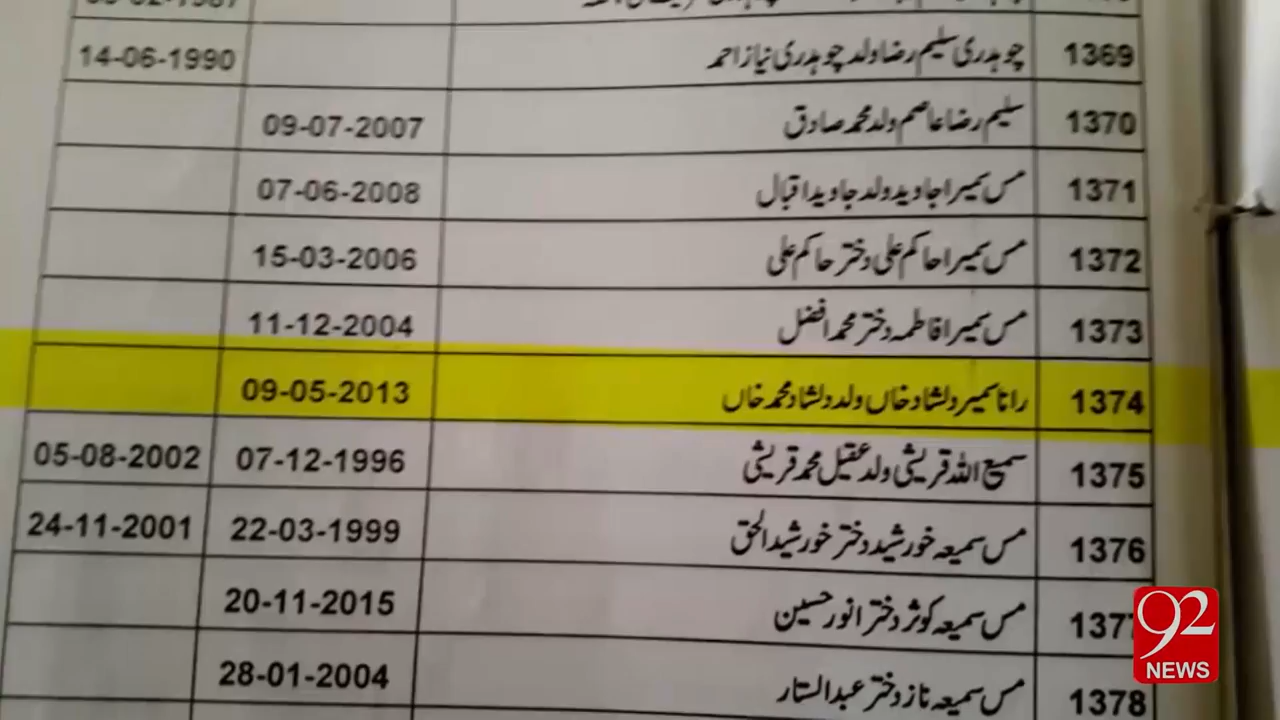 1369 چوہدری سلیم رضا ولد چوہدری نیاز احمد 14-06-1990
1370 سلیم رضا عاصم ولد محمد صادق 09-07-2007
1371 مس سمیرا جاوید ولد جاوید اقبال 07-06-2008
1372 مس سمیرا حاکم علی دختر حاکم علی 15-03-2006
1373 مس سمیرا فاطمہ دختر محمد افضل 11-12-2004
1374 رانا سمیر دلشاد خاں ولد دلشاد محمد خاں 09-05-2013
1375 سمیع اللہ قریشی ولد عقیل محمد قریشی 07-12-1996 05-08-2002
1376 مس سمیعہ خورشید دختر خورشید الحق 22-03-1999 24-11-2001
1377 مس سمیعہ کوثر دختر انور حسین 20-11-2015
1378 مس سمیعہ ناز دختر عبدالستار 28-01-2004
92
NEWS